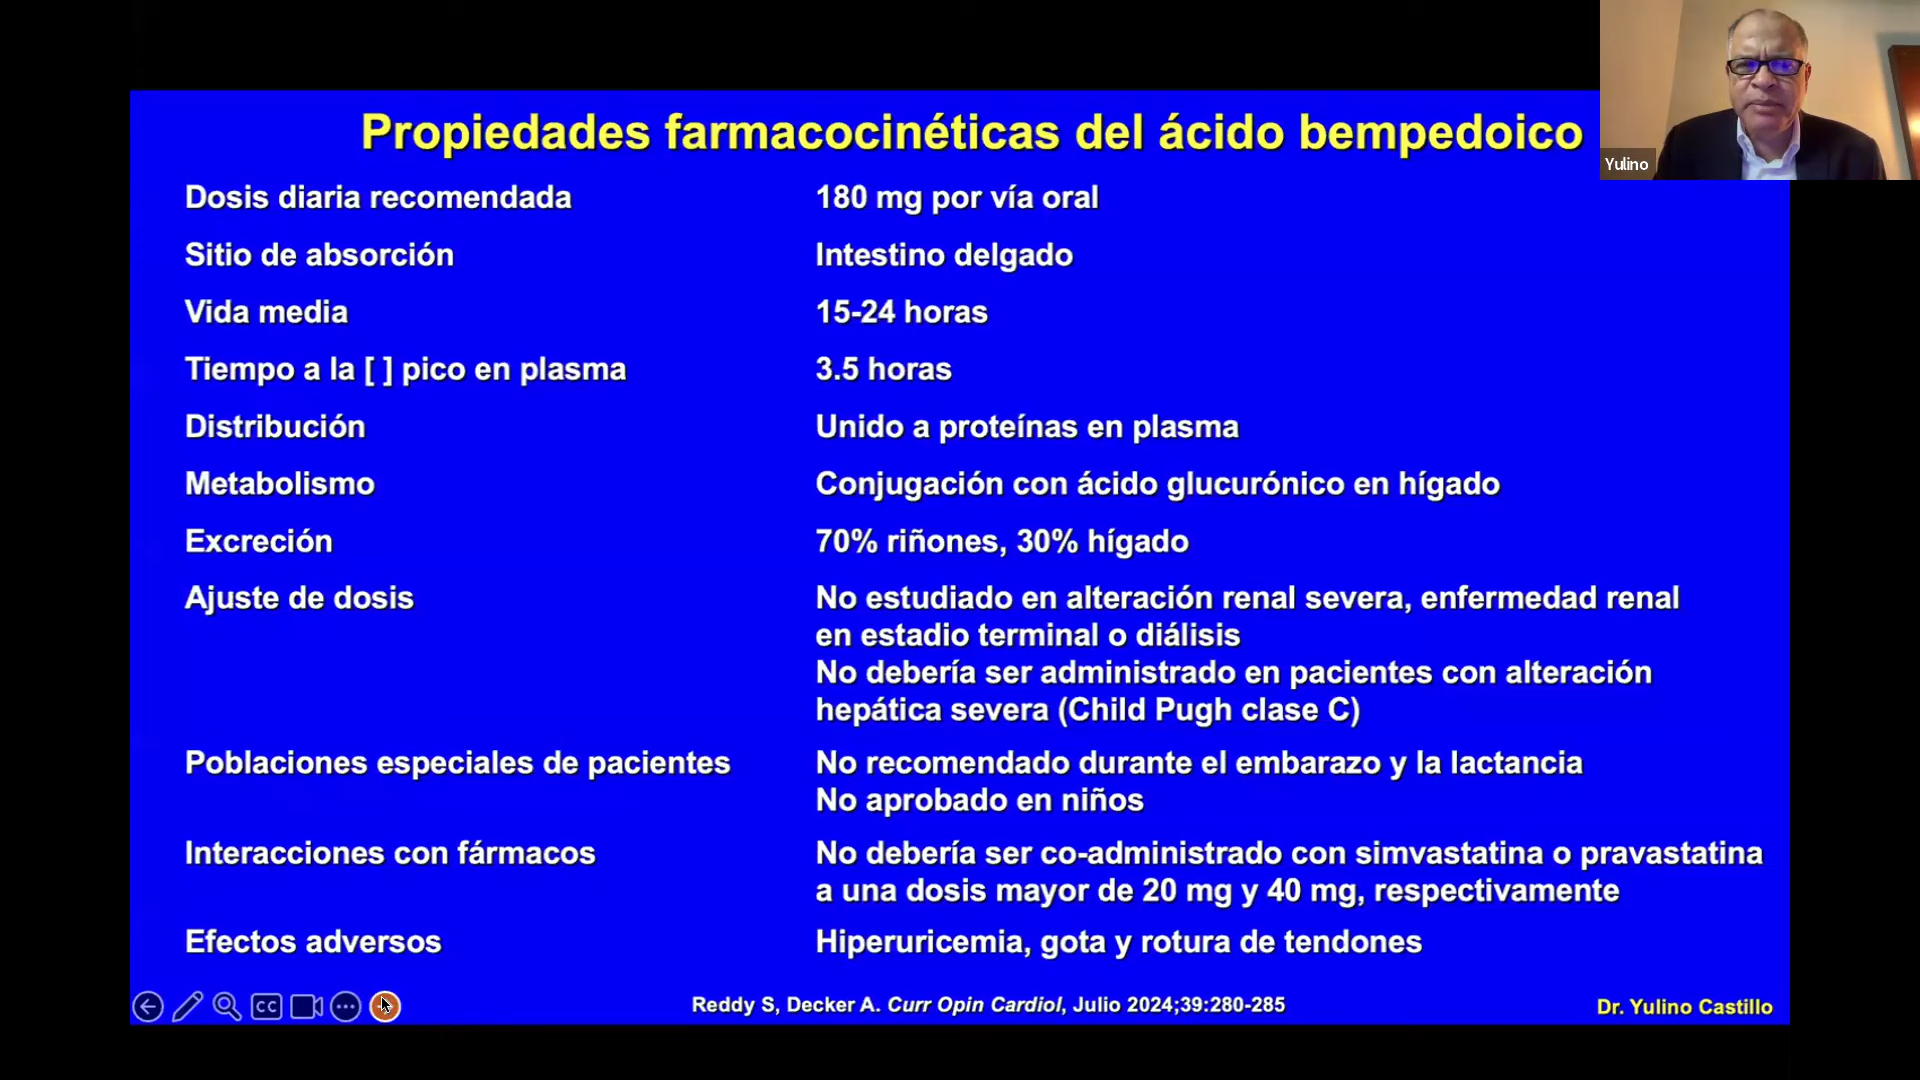 Propiedades farmacocinéticas del ácido bempedoico
Yulino
Dosis diaria recomendada 180 mg por vía oral
Sitio de absorción Intestino delgado
Vida media 15-24 horas
Tiempo a la [ ] pico en plasma 3.5 horas
Distribución Unido a proteínas en plasma
Metabolismo Conjugación con ácido glucurónico en hígado
Excreción 70% riñones, 30% hígado
Ajuste de dosis No estudiado en alteración renal severa, enfermedad renal
en estadio terminal o diálisis
No debería ser administrado en pacientes con alteración
hepática severa (Child Pugh clase C)
Poblaciones especiales de pacientes No recomendado durante el embarazo y la lactancia
No aprobado en niños
Interacciones con fármacos No debería ser co-administrado con simvastatina o pravastatina
a una dosis mayor de 20 mg y 40 mg, respectivamente
Efectos adversos Hiperuricemia, gota y rotura de tendones
CC
Reddy S, Decker A. Curr Opin Cardiol, Julio 2024;39:280-285
Dr. Yulino Castillo